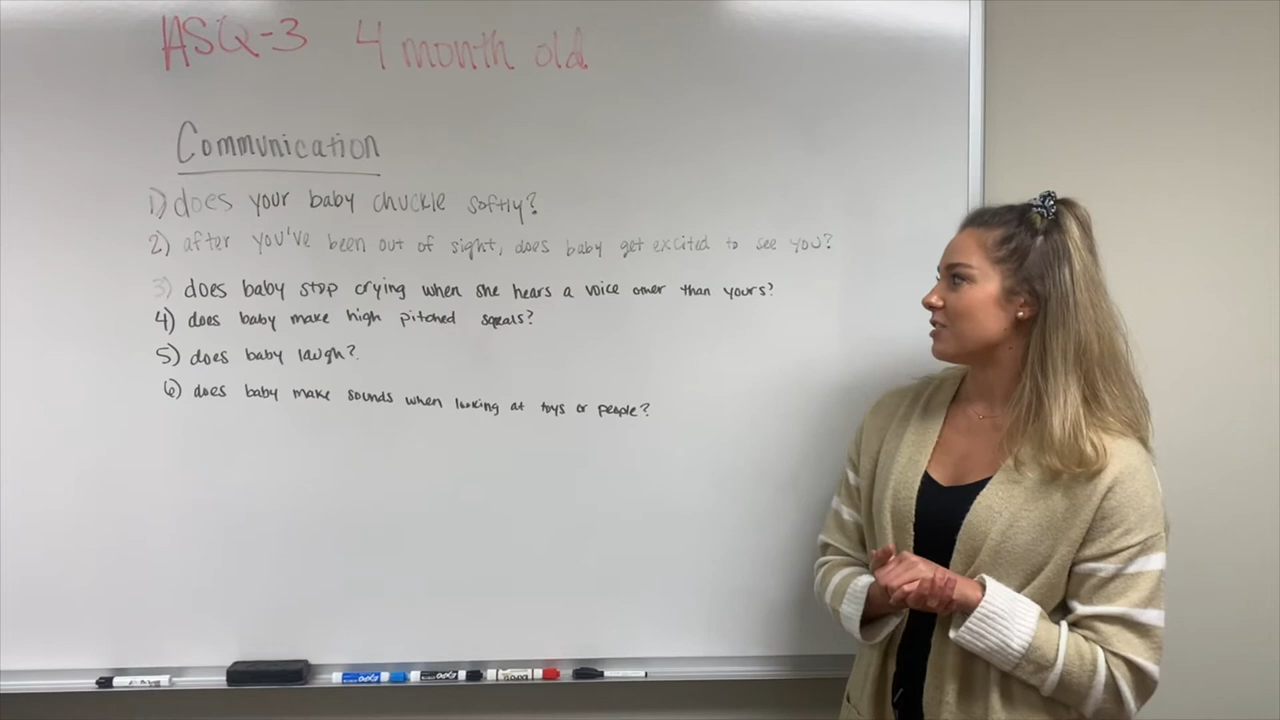 ASQ-3 4 month old
Communication
1) does your baby chuckle softly?
2) after you've been out of sight, does baby get excited to see you?
3) does baby stop crying when she hears a voice other than yours?
4) does baby make high pitched sqeals?
5) does baby laugh?
6) does baby make sounds when looking at toys or people?
EXPO EXPO